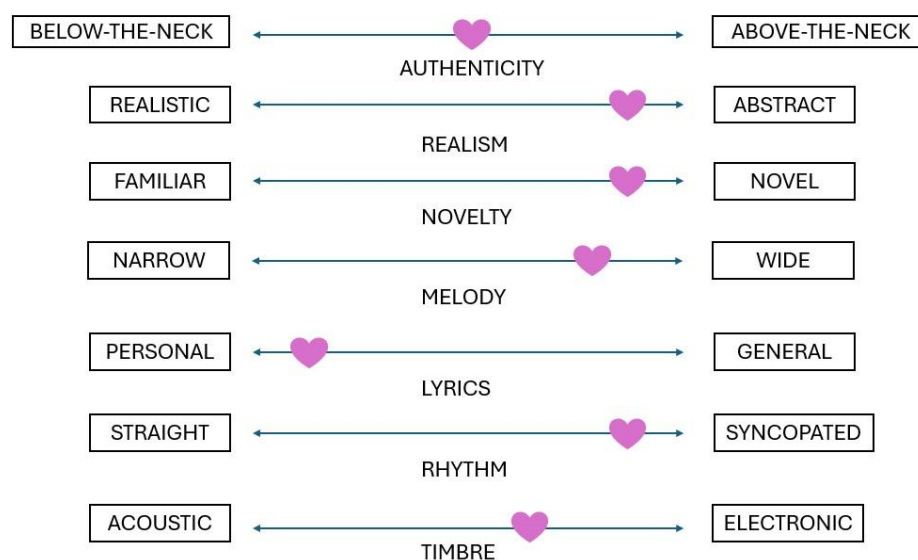 BELOW-THE-NECK ABOVE-THE-NECK
AUTHENTICITY
REALISTIC ABSTRACT
REALISM
FAMILIAR NOVEL
NOVELTY
NARROW WIDE
MELODY
PERSONAL GENERAL
LYRICS
STRAIGHT SYNCOPATED
RHYTHM
ACOUSTIC ELECTRONIC
TIMBRE